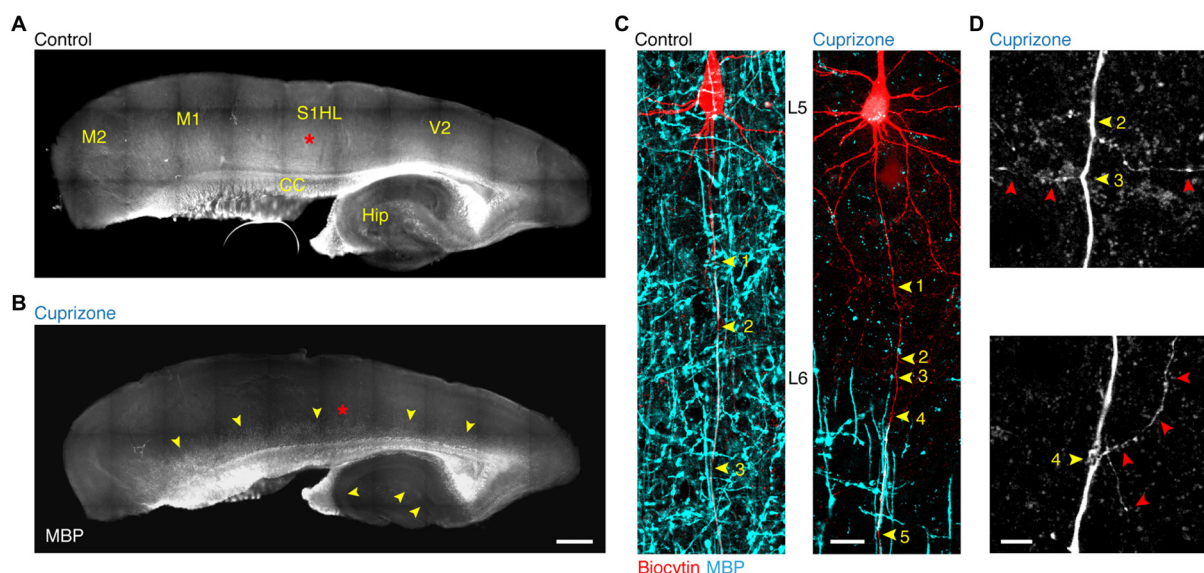 A
Control
M2
M1
S1HL
*
V2
CC
Hip
B
Cuprizone
*
MBP
C
Control
Cuprizone
L5
L6
1
2
3
1
2
3
4
5
Biocytin MBP
D
Cuprizone
2
3
4